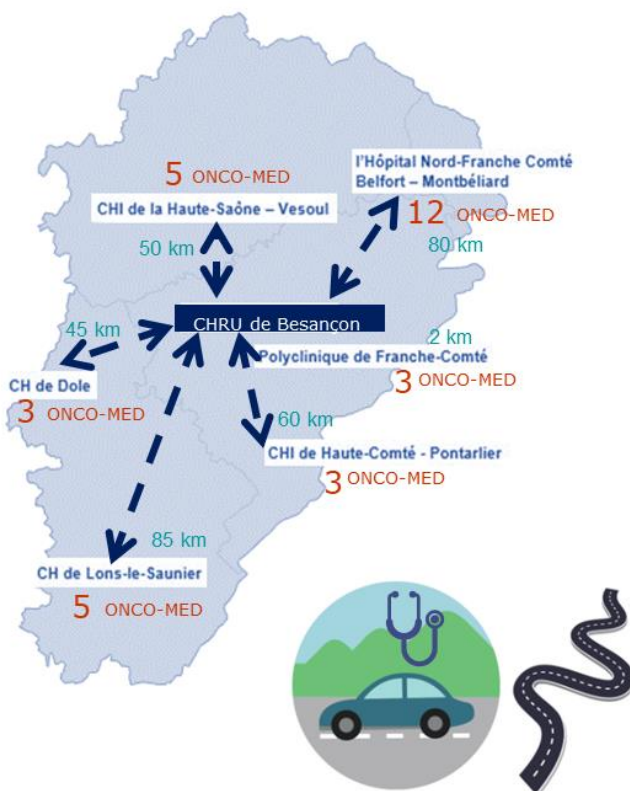 5 ONCO-MED
CHI de la Haute-Saône – Vesoul
50 km
l'Hôpital Nord-Franche Comté
Belfort – Montbéliard
12 ONCO-MED
80 km
CHRU de Besançon
45 km
CH de Dole
3 ONCO-MED
2 km
Polyclinique de Franche-Comté
3 ONCO-MED
60 km
CHI de Haute-Comté - Pontarlier
3 ONCO-MED
85 km
CH de Lons-le-Saunier
5 ONCO-MED